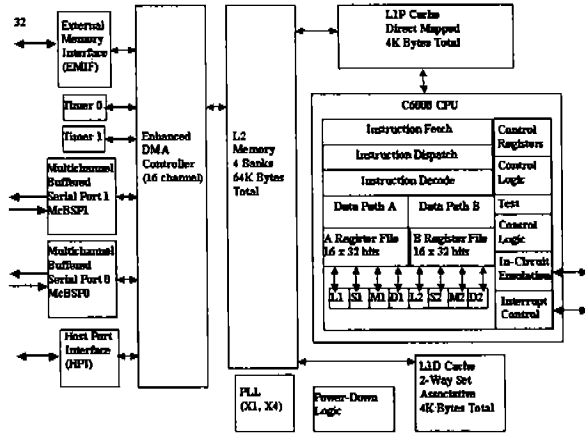 32
External
Memory
Interface
(EMIF)
Timer 0
Timer 1
Multichannel
Buffered
Serial Port 1
McBSP1
Multichannel
Buffered
Serial Port 0
McBSP0
Host Port
Interface
(HPI)
Enhanced
DMA
Controller
(16 channel)
L2
Memory
4 Banks
64K Bytes
Total
L1P Cache
Direct Mapped
4K Bytes Total
C6000 CPU
Instruction Fetch
Instruction Dispatch
Instruction Decode
Data Path A
Data Path B
A Register File
16 x 32 bits
B Register File
16 x 32 bits
L1 S1 M1 D1 L2 S2 M2 D2
Control
Registers
Control
Logic
Test
Control
Logic
In-Circuit
Emulation
Interrupt
Control
PLL
(X1, X4)
Power-Down
Logic
L1D Cache
2-Way Set
Associative
4K Bytes Total